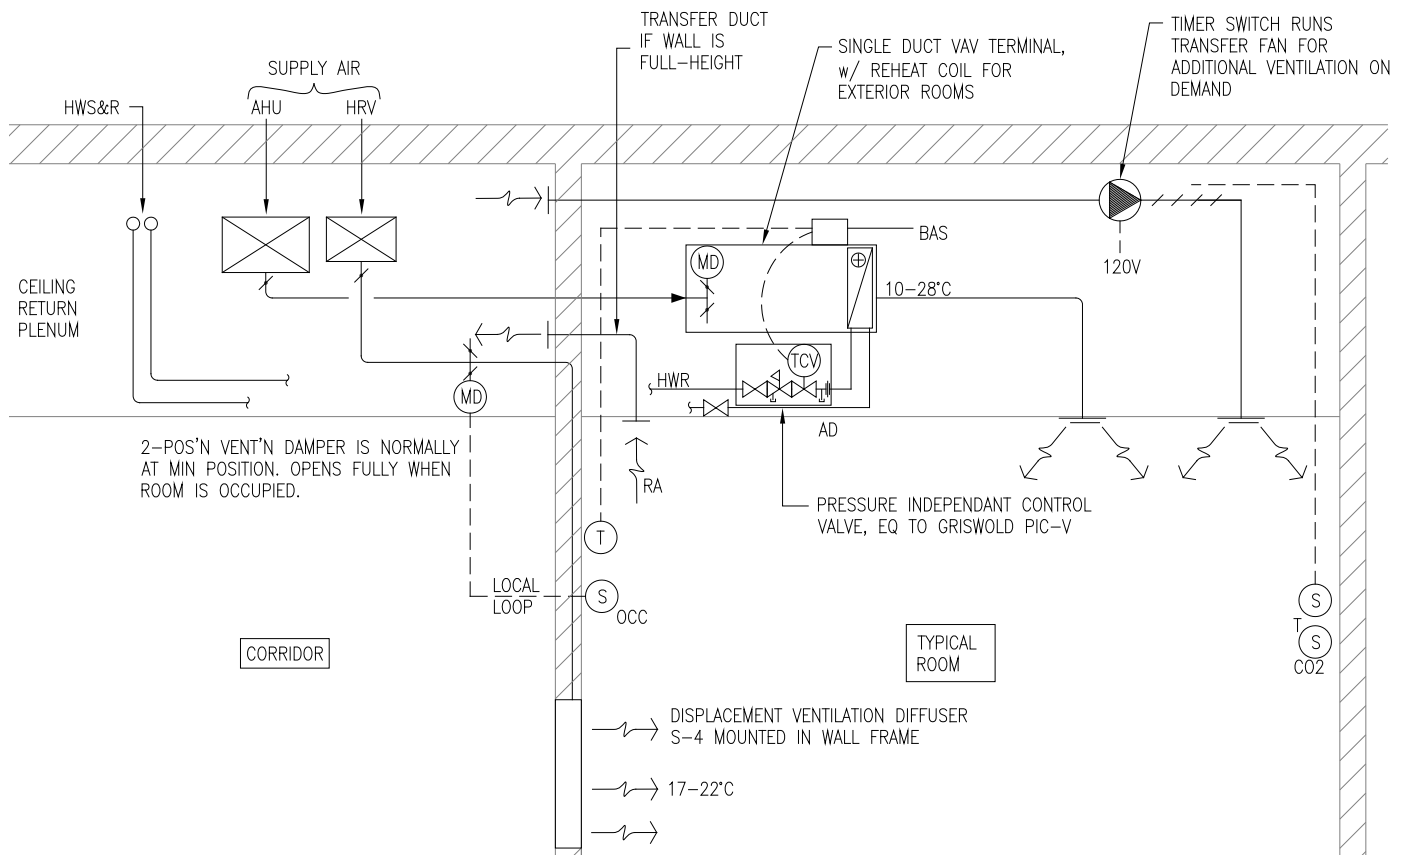 TRANSFER DUCT
IF WALL IS
FULL-HEIGHT
SINGLE DUCT VAV TERMINAL,
w/ REHEAT COIL FOR
EXTERIOR ROOMS
TIMER SWITCH RUNS
TRANSFER FAN FOR
ADDITIONAL VENTILATION ON
DEMAND
SUPPLY AIR
HWS&R
AHU
HRV
BAS
MD
120V
CEILING
RETURN
PLENUM
10-28°C
TCV
HWR
MD
AD
2-POS'N VENT'N DAMPER IS NORMALLY
AT MIN POSITION. OPENS FULLY WHEN
ROOM IS OCCUPIED.
RA
PRESSURE INDEPENDANT CONTROL
VALVE, EQ TO GRISWOLD PIC-V
T
LOCAL
LOOP
S
OCC
S
T
S
CO2
CORRIDOR
TYPICAL
ROOM
DISPLACEMENT VENTILATION DIFFUSER
S-4 MOUNTED IN WALL FRAME
17-22°C